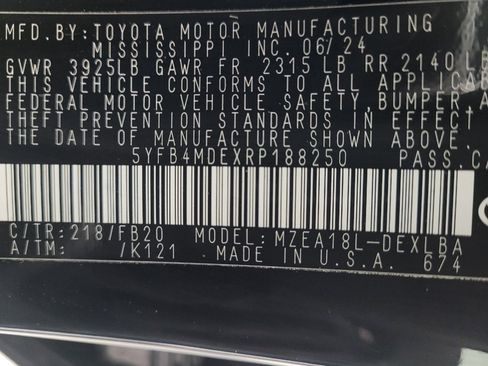 MFD. BY: TOYOTA MOTOR MANUFACTURING
MISSISSIPPI INC. 06/24
GVWR 3925LB GAWR FR 2315 LB RR 2140 LB
THIS VEHICLE CONFORMS TO ALL APPLICAB
FEDERAL MOTOR VEHICLE SAFETY, BUMPER, A
THEFT PREVENTION STANDARDS IN EFFECT
THE DATE OF MANUFACTURE SHOWN ABOVE.
5YFB4MDEXRP188250 PASS.CA
C/TR: 218/FB20 MODEL: MZEA18L-DEXLBA
A/TM: /K121 MADE IN U.S.A. 674